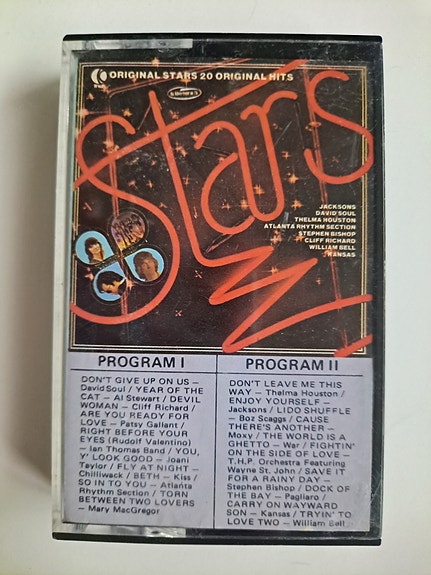 K
ORIGINAL STARS 20 ORIGINAL HITS
Stars
JACKSONS
DAVID SOUL
THELMA HOUSTON
ATLANTA RHYTHM SECTION
STEPHEN BISHOP
CLIFF RICHARD
WILLIAM BELL
KANSAS
PROGRAM I
DON'T GIVE UP ON US –
David Soul / YEAR OF THE
CAT – Al Stewart / DEVIL
WOMAN – Cliff Richard /
ARE YOU READY FOR
LOVE – Patsy Gallant /
RIGHT BEFORE YOUR
EYES (Rudolf Valentino)
– Ian Thomas Band / YOU,
Y' LOOK GOOD – Joani
Taylor / FLY AT NIGHT –
Chilliwack / BETH – Kiss /
SO IN TO YOU – Atlanta
Rhythm Section / TORN
BETWEEN TWO LOVERS
– Mary MacGregor
PROGRAM II
DON'T LEAVE ME THIS
WAY – Thelma Houston /
ENJOY YOURSELF –
Jacksons / LIDO SHUFFLE
– Boz Scaggs / CAUSE
THERE'S ANOTHER –
Moxy / THE WORLD IS A
GHETTO – War / FIGHTIN'
ON THE SIDE OF LOVE –
T.H.P. Orchestra Featuring
Wayne St. John / SAVE IT
FOR A RAINY DAY –
Stephen Bishop / DOCK OF
THE BAY – Pagliaro /
CARRY ON WAYWARD
SON – Kansas / TRYIN' TO
LOVE TWO – William Bell